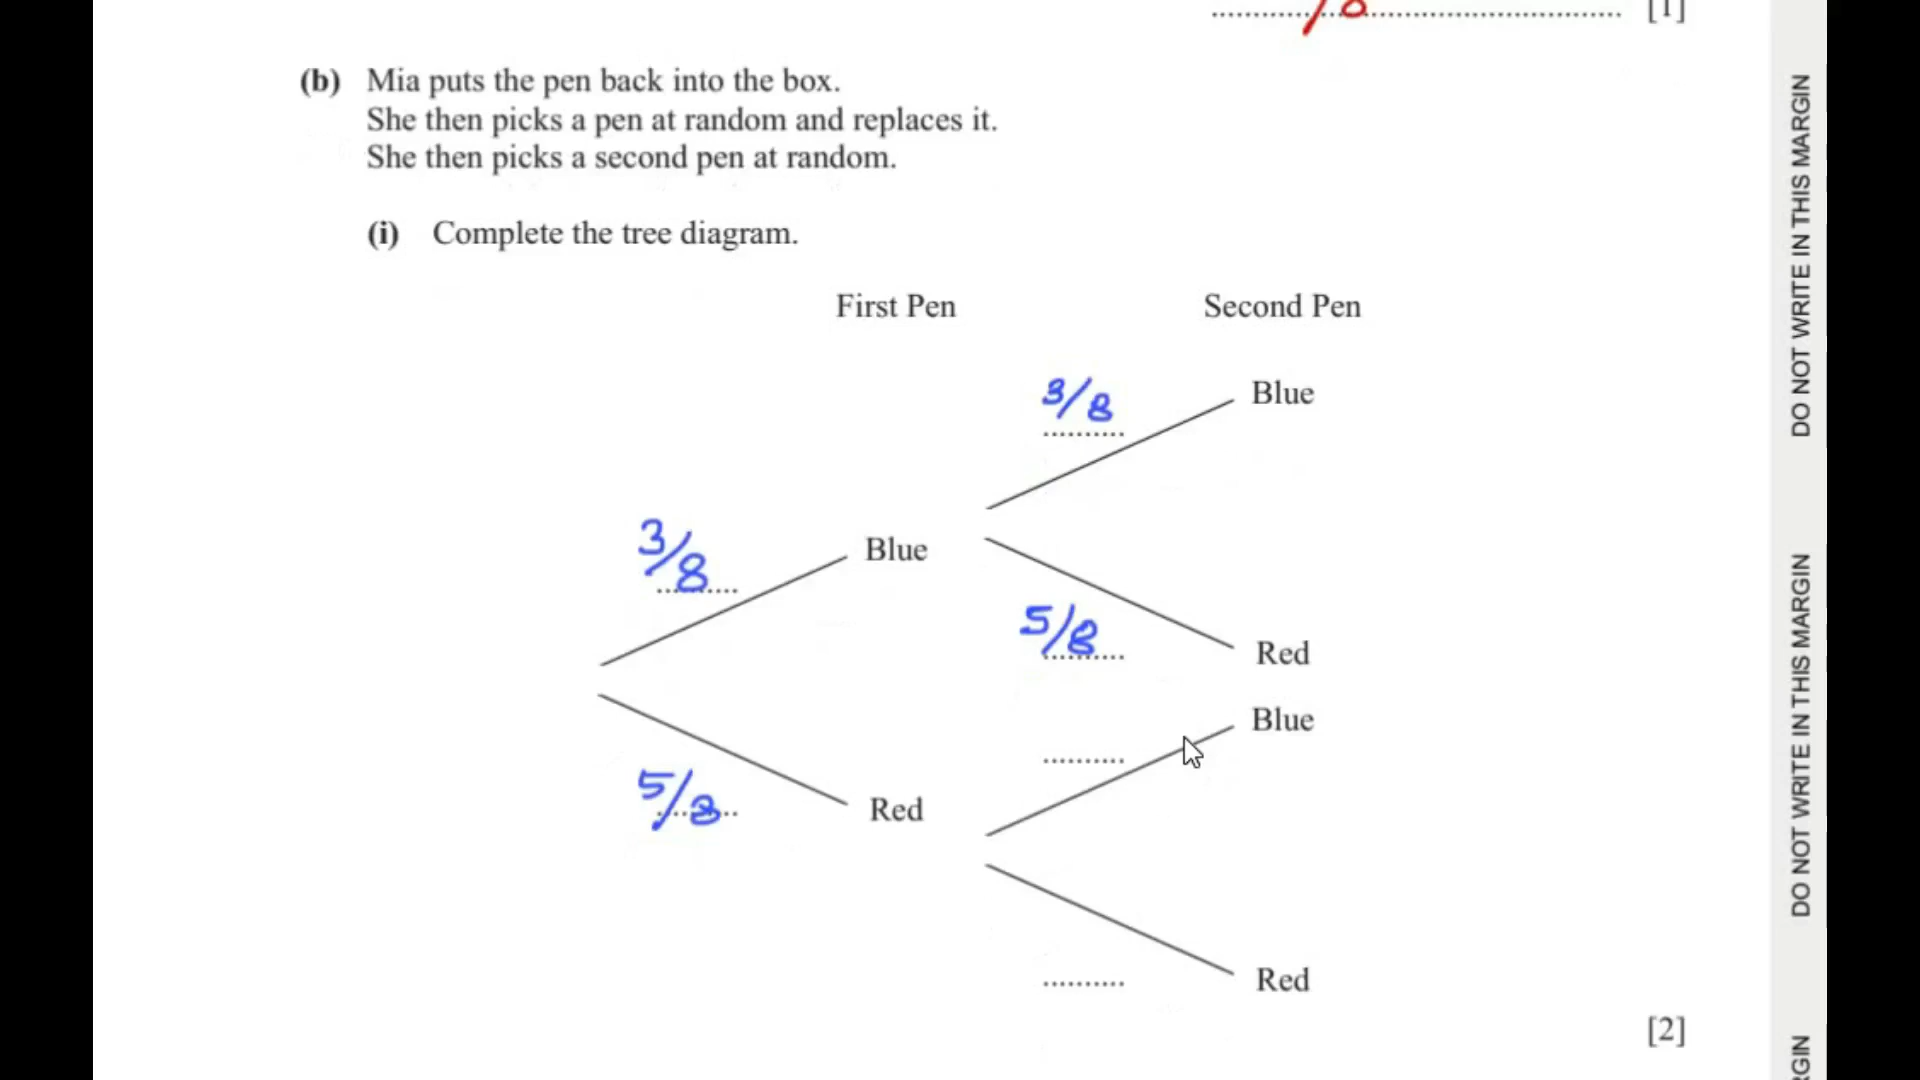 /8 [1]
(b) Mia puts the pen back into the box.
She then picks a pen at random and replaces it.
She then picks a second pen at random.
(i) Complete the tree diagram.
First Pen Second Pen
3/8 Blue
3/8 Blue
5/8 Red
Blue
5/8 Red
Red
[2]
DO NOT WRITE IN THIS MARGIN
DO NOT WRITE IN THIS MARGIN
RGIN